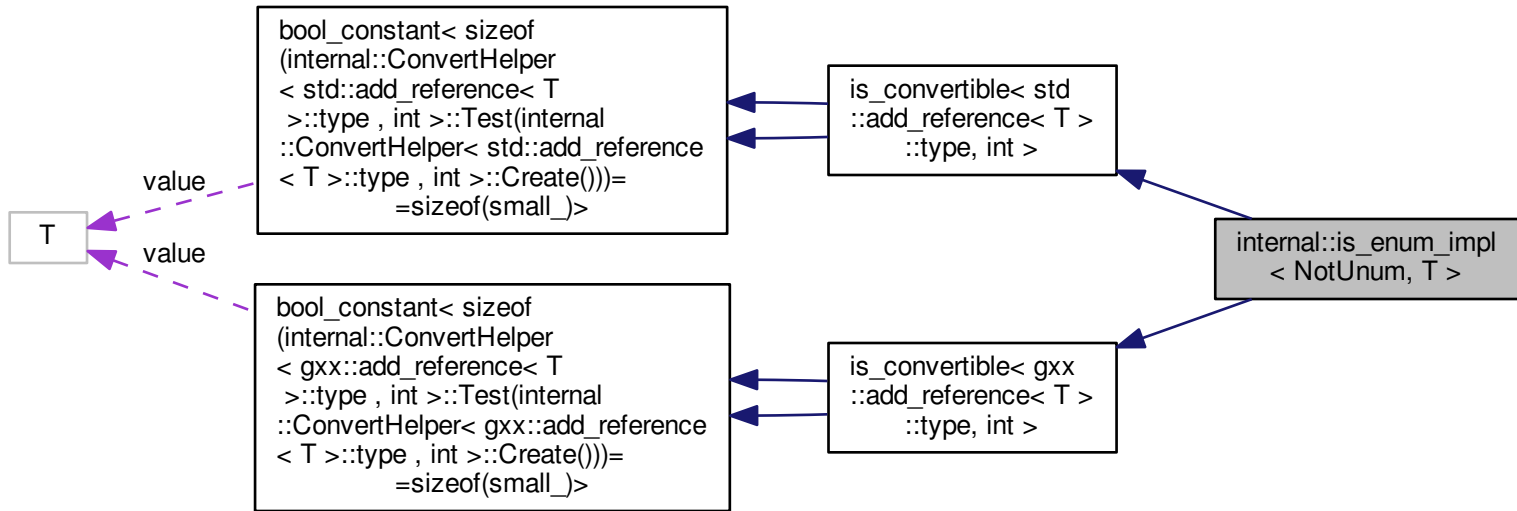 bool_constant< sizeof
(internal::ConvertHelper
< std::add_reference< T
>::type , int >::Test(internal
::ConvertHelper< std::add_reference
< T >::type , int >::Create()))=
=sizeof(small_)>
is_convertible< std
::add_reference< T >
::type, int >
value
T
value
internal::is_enum_impl
< NotUnum, T >
bool_constant< sizeof
(internal::ConvertHelper
< gxx::add_reference< T
>::type , int >::Test(internal
::ConvertHelper< gxx::add_reference
< T >::type , int >::Create()))=
=sizeof(small_)>
is_convertible< gxx
::add_reference< T >
::type, int >